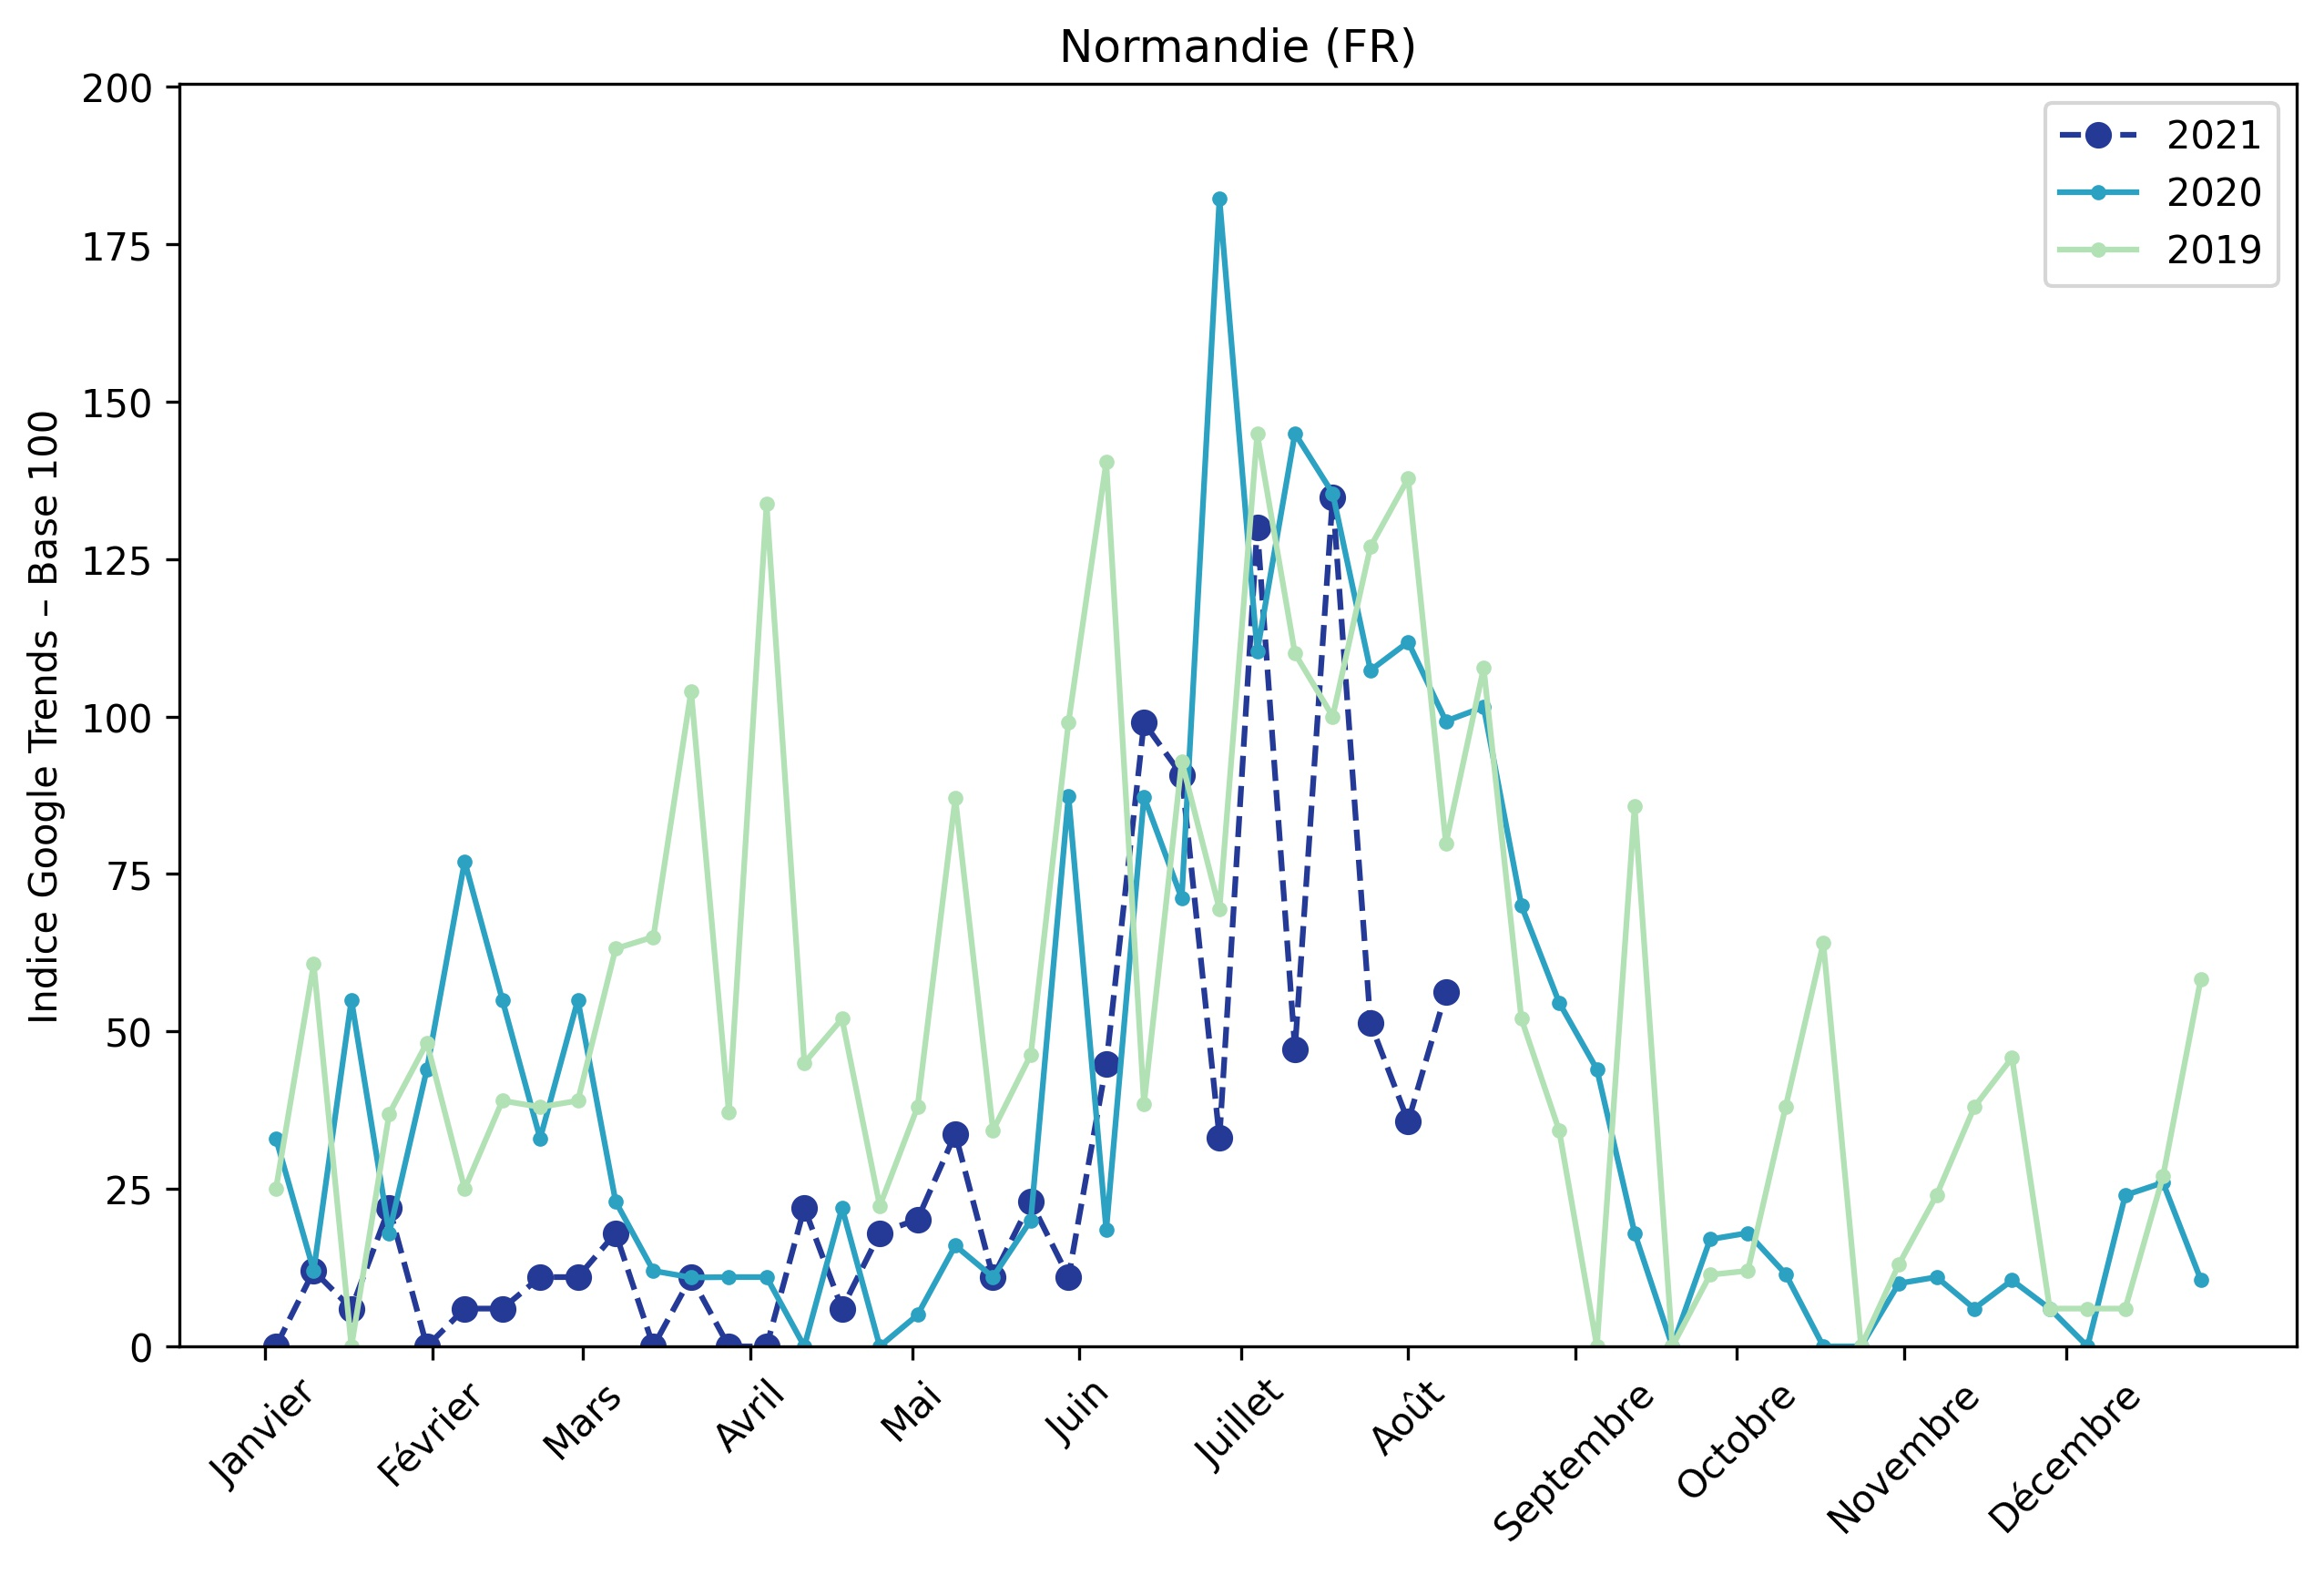 Normandie (FR)
Indice Google Trends – Base 100
200
175
150
125
100
75
50
25
0
2021
2020
2019
Janvier
Février
Mars
Avril
Mai
Juin
Juillet
Août
Septembre
Octobre
Novembre
Décembre